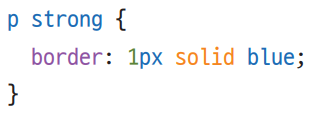 p strong {
  border: 1px solid blue;
}